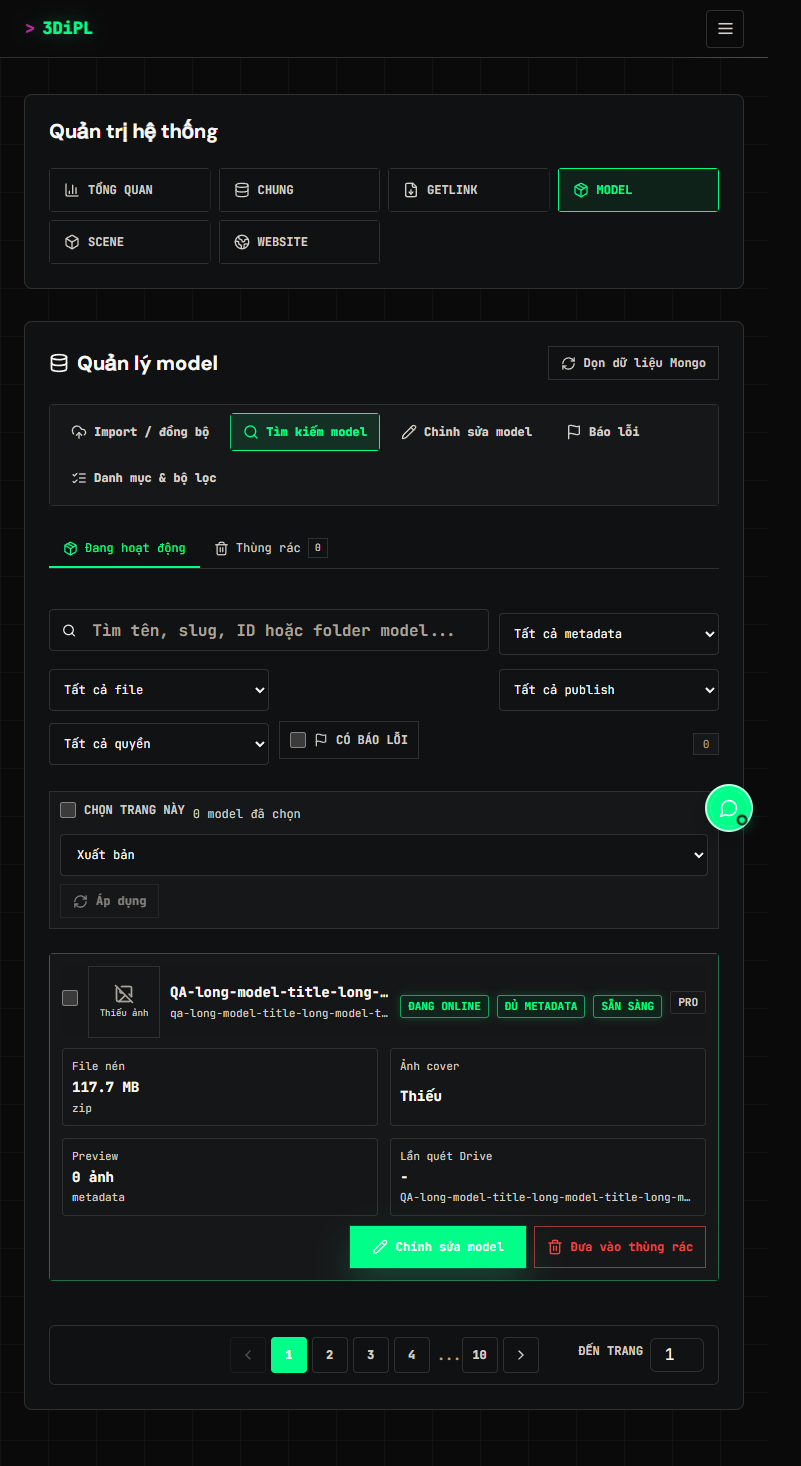 > 3DiPL
Quản trị hệ thống
TỔNG QUAN
CHUNG
GETLINK
MODEL
SCENE
WEBSITE
Quản lý model
Dọn dữ liệu Mongo
Import / đồng bộ
Tìm kiếm model
Chỉnh sửa model
Báo lỗi
Danh mục & bộ lọc
Đang hoạt động
Thùng rác 0
Tìm tên, slug, ID hoặc folder model...
Tất cả metadata
Tất cả file
Tất cả publish
Tất cả quyền
CÓ BÁO LỖI
0
CHỌN TRANG NÀY
0 model đã chọn
Xuất bản
Áp dụng
Thiếu ảnh
QA-long-model-title-long-…
qa-long-model-title-long-model-t…
ĐANG ONLINE
ĐỦ METADATA
SẴN SÀNG
PRO
File nén
117.7 MB
zip
Ảnh cover
Thiếu
Preview
0 ảnh
metadata
Lần quét Drive
-
QA-long-model-title-long-model-title-long-m…
Chỉnh sửa model
Đưa vào thùng rác
1 2 3 4 ... 10
ĐẾN TRANG 1